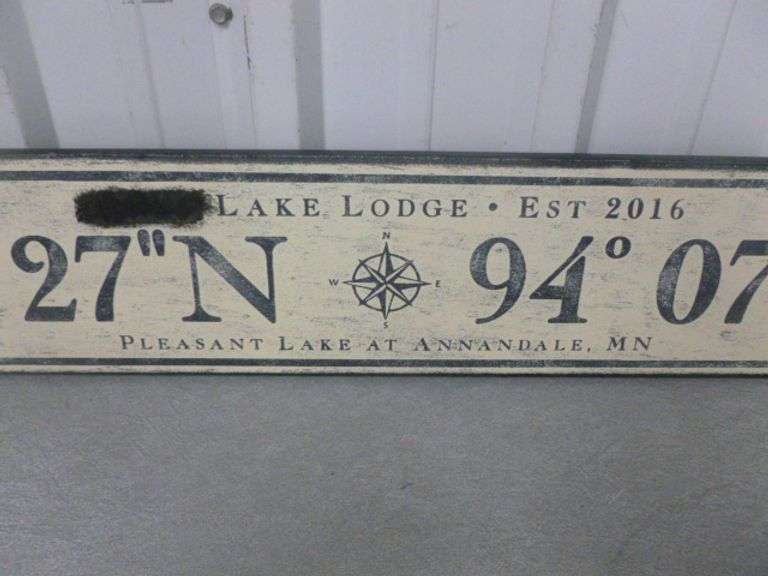 LAKE LODGE • EST 2016
27"N N W E S 94° 07
PLEASANT LAKE AT ANNANDALE, MN